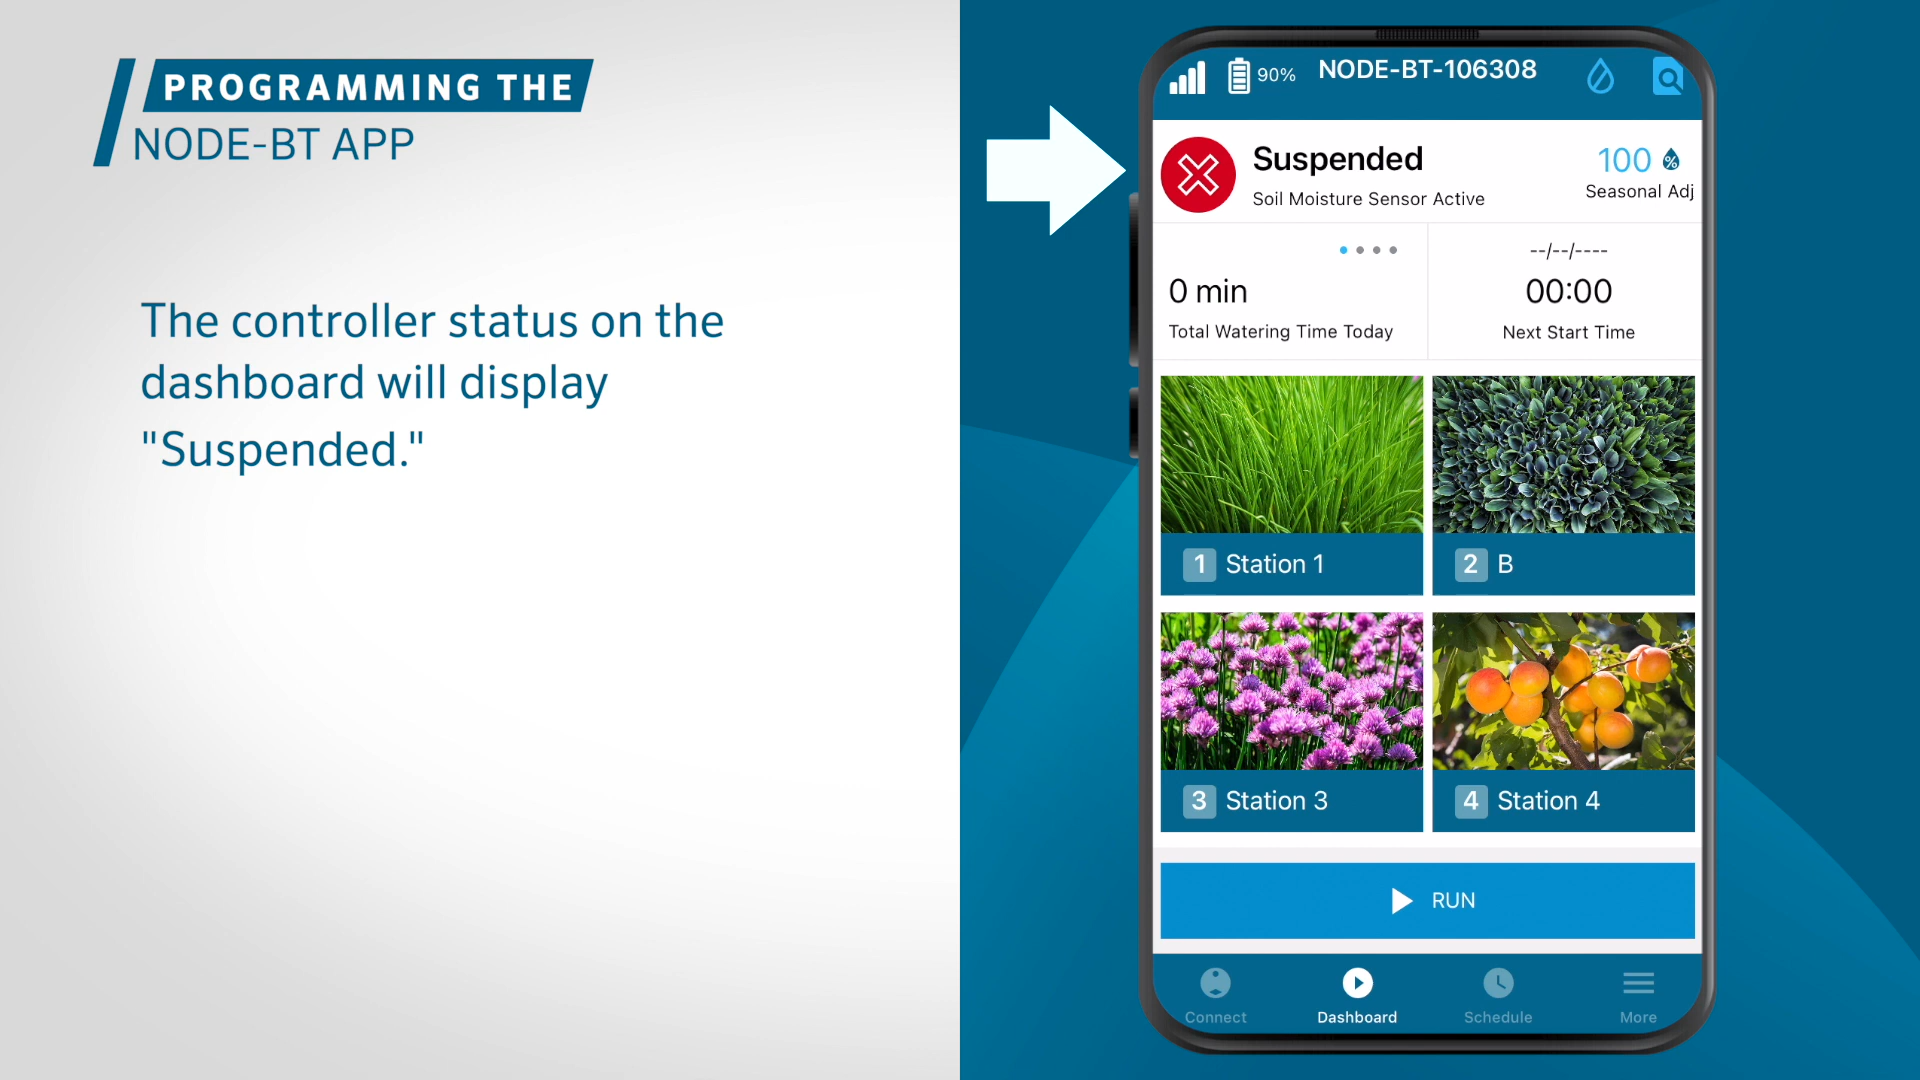 PROGRAMMING THE
NODE-BT APP
The controller status on the
dashboard will display
"Suspended."
90%
NODE-BT-106308
Suspended
Soil Moisture Sensor Active
100 %
Seasonal Adj
0 min
Total Watering Time Today
--/--/----
00:00
Next Start Time
1 Station 1
2 B
3 Station 3
4 Station 4
RUN
Connect
Dashboard
Schedule
More